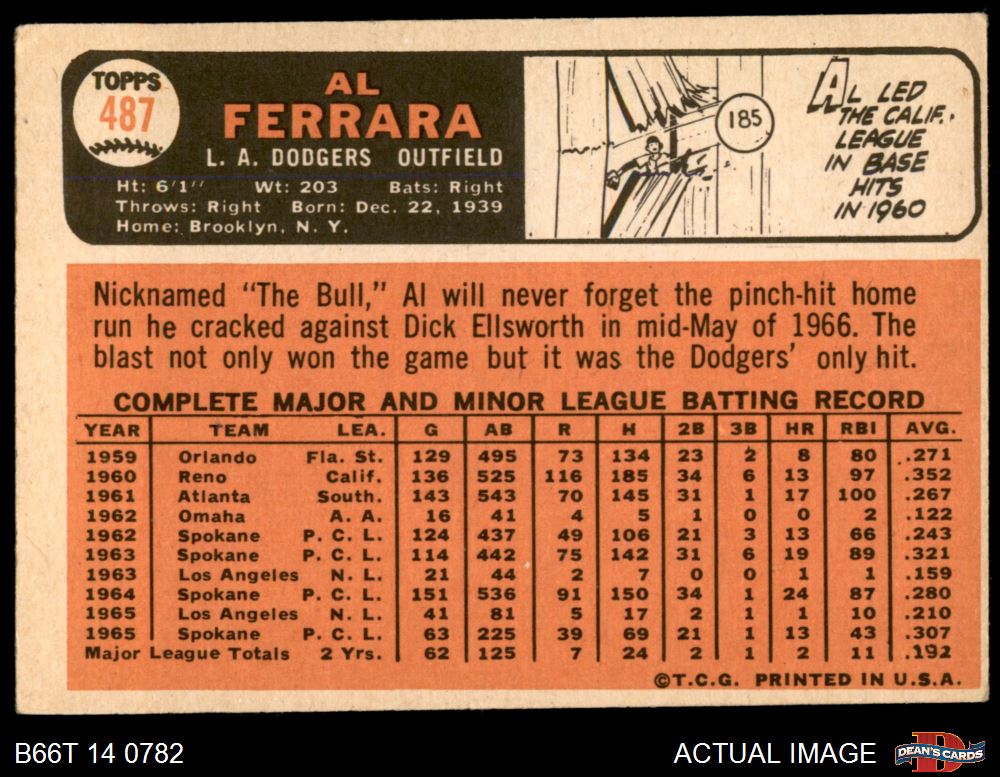 TOPPS
487
AL
FERRARA
L. A. DODGERS OUTFIELD
Ht: 6'1" Wt: 203 Bats: Right
Throws: Right Born: Dec. 22, 1939
Home: Brooklyn, N. Y.
185
AL LED
THE CALIF.
LEAGUE
IN BASE
HITS
IN 1960
Nicknamed "The Bull," Al will never forget the pinch-hit home
run he cracked against Dick Ellsworth in mid-May of 1966. The
blast not only won the game but it was the Dodgers' only hit.
COMPLETE MAJOR AND MINOR LEAGUE BATTING RECORD
YEAR TEAM LEA. G AB R H 2B 3B HR RBI AVG.
1959 Orlando Fla. St. 129 495 73 134 23 2 8 80 .271
1960 Reno Calif. 136 525 116 185 34 6 13 97 .352
1961 Atlanta South. 143 543 70 145 31 1 17 100 .267
1962 Omaha A. A. 16 41 4 5 1 0 0 2 .122
1962 Spokane P. C. L. 124 437 49 106 21 3 13 66 .243
1963 Spokane P. C. L. 114 442 75 142 31 6 19 89 .321
1963 Los Angeles N. L. 21 44 2 7 0 0 1 1 .159
1964 Spokane P. C. L. 151 536 91 150 34 1 24 87 .280
1965 Los Angeles N. L. 41 81 5 17 2 1 1 10 .210
1965 Spokane P. C. L. 63 225 39 69 21 1 13 43 .307
Major League Totals 2 Yrs. 62 125 7 24 2 1 2 11 .192
©T.C.G. PRINTED IN U.S.A.
B66T 14 0782
ACTUAL IMAGE
DEAN'S CARDS